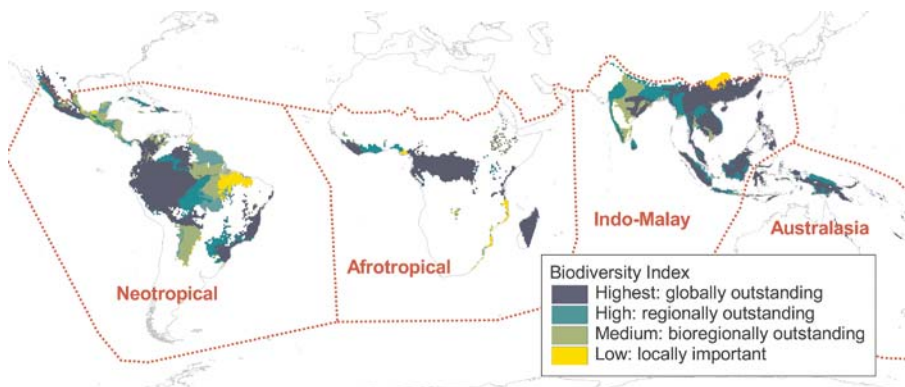 Indo-Malay
Australasia
Afrotropical
Neotropical
Biodiversity Index
Highest: globally outstanding
High: regionally outstanding
Medium: bioregionally outstanding
Low: locally important